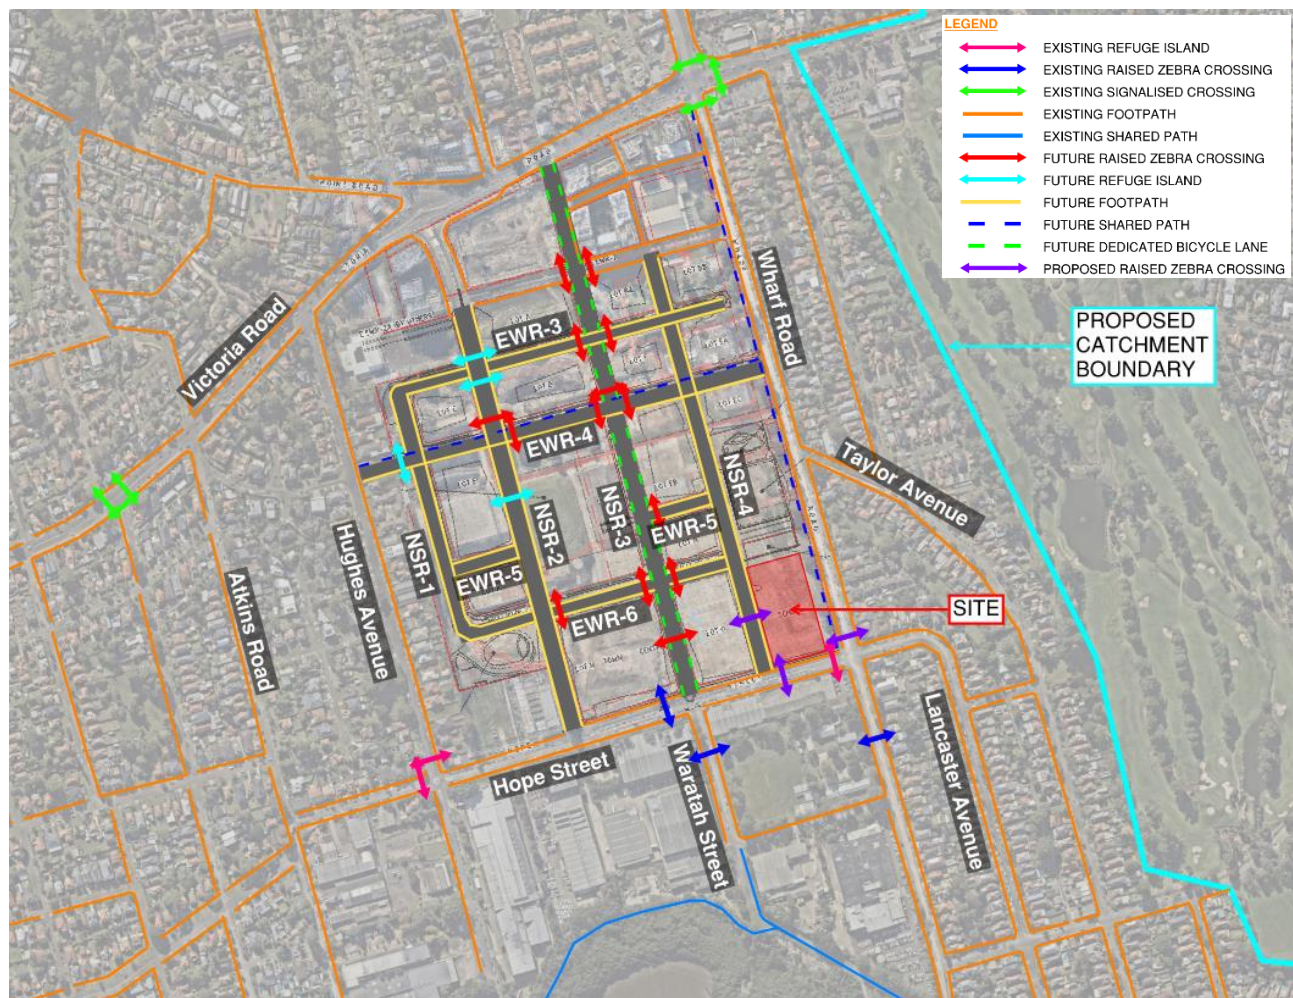 LEGEND
EXISTING REFUGE ISLAND
EXISTING RAISED ZEBRA CROSSING
EXISTING SIGNALISED CROSSING
EXISTING FOOTPATH
EXISTING SHARED PATH
FUTURE RAISED ZEBRA CROSSING
FUTURE REFUGE ISLAND
FUTURE FOOTPATH
FUTURE SHARED PATH
FUTURE DEDICATED BICYCLE LANE
PROPOSED RAISED ZEBRA CROSSING
Victoria Road
Wharf Road
PROPOSED
CATCHMENT
BOUNDARY
EWR-3
EWR-4
Taylor Avenue
NSR-4
NSR-3
NSR-2
NSR-1
EWR-5
EWR-5
EWR-6
SITE
Hughes Avenue
Atkins Road
Hope Street
Waratah Street
Lancaster Avenue